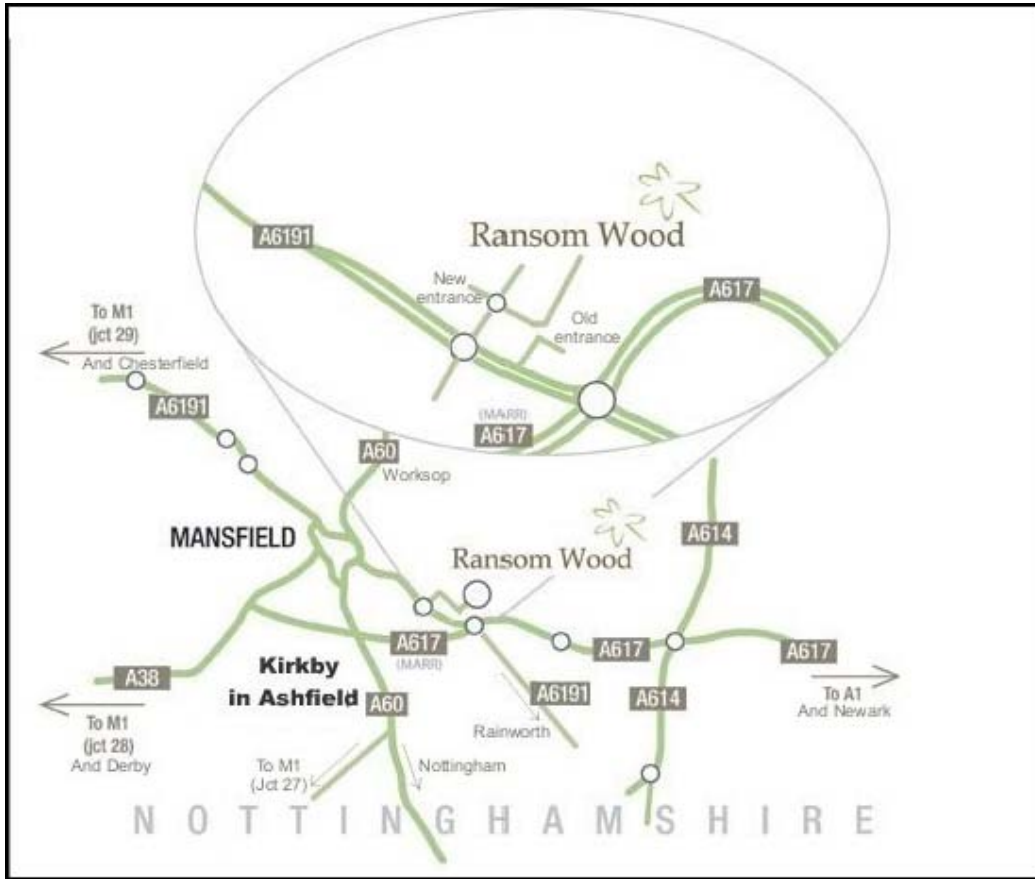 A6191
Ransom Wood
New
entrance
A617
Old
entrance
(MARR)
A617
To M1
(jct 29)
And Chesterfield
A6191
A60
Worksop
MANSFIELD
Ransom Wood
A614
A617
(MARR)
A617
A617
Kirkby
in Ashfield
A38
A60
A6191
A614
To A1
And Newark
Rainworth
To M1
(jct 28)
And Derby
To M1
(Jct 27)
Nottingham
NOTTINGHAMSHIRE